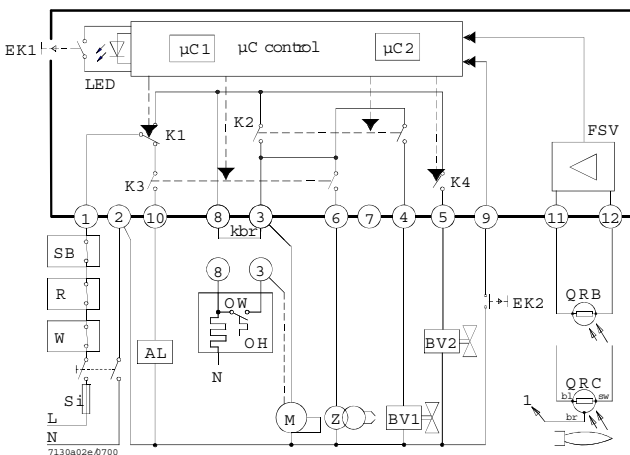 µC1 µC control µC2
EK1
LED
FSV
K1
K2
K3
K4
1 2 10 8 3 6 7 4 5 9 11 12
kbr
SB
8 3
R
OW
EK2
QRB
W
OH
AL
BV2
N
Si
QRC
bl sw
1
br
L
M Z BV1
N
7130a02e/0700